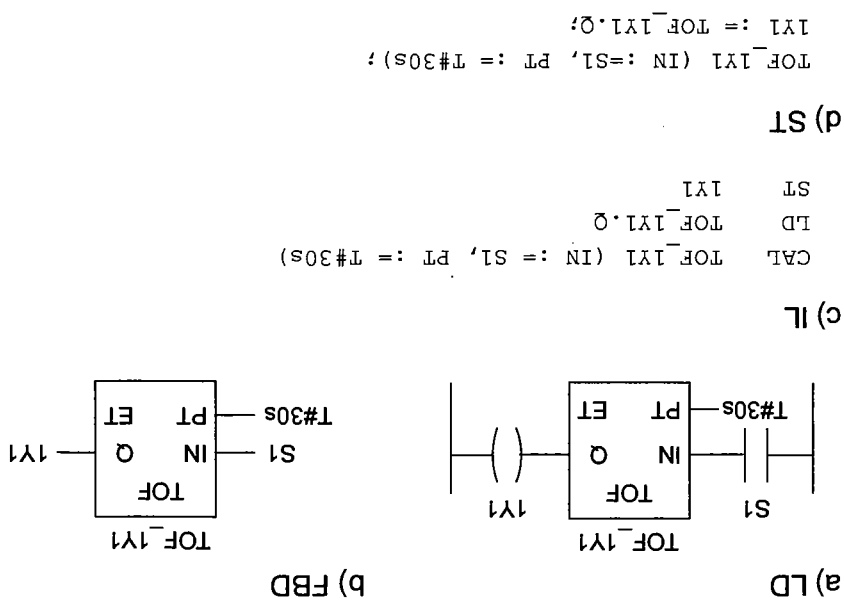 a) LD
b) FBD
TOF_1Y1
TOF_1Y1
S1
TOF
1Y1
TOF
IN Q
S1 IN Q 1Y1
T#30s PT ET
T#30s PT ET
c) IL
CAL TOF_1Y1 (IN := S1, PT := T#30s)
LD TOF_1Y1.Q
ST 1Y1
d) ST
TOF_1Y1 (IN :=S1, PT := T#30s);
1Y1 := TOF_1Y1.Q;